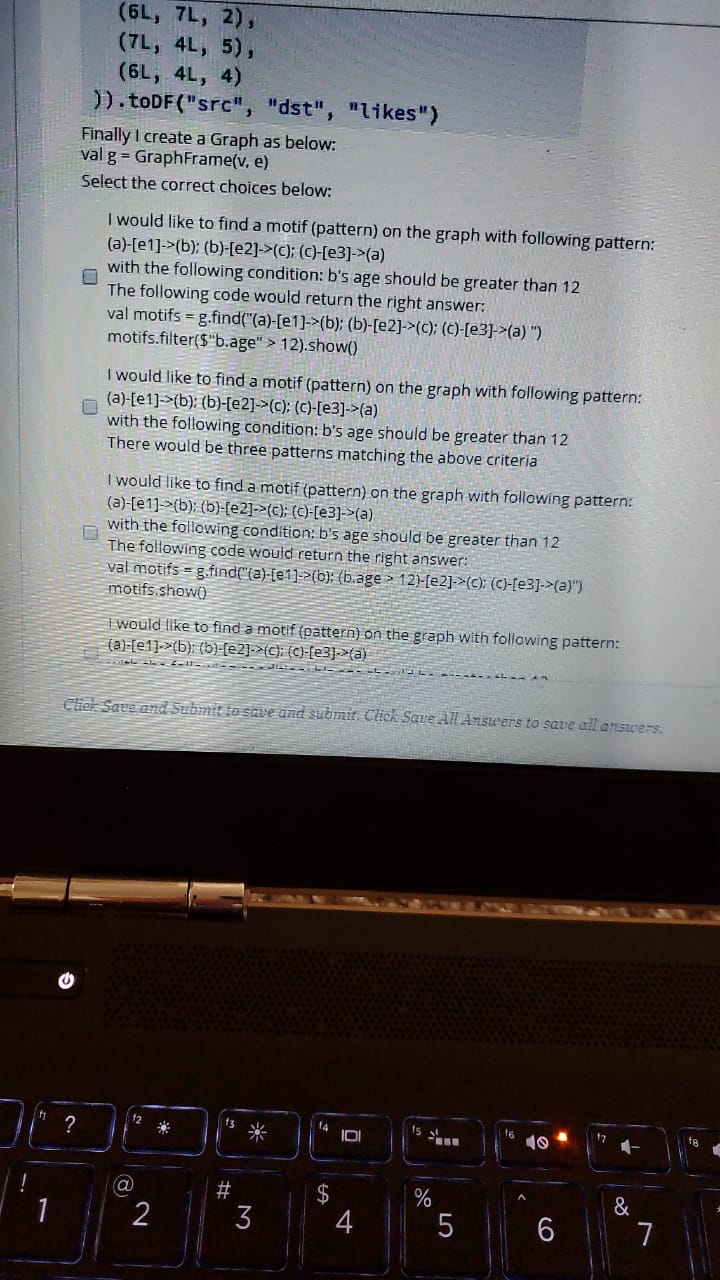 (6L, 7L, 2),
(7L, 4L, 5),
(6L, 4L, 4)
)).toDF("src", "dst", "likes")
Finally I create a Graph as below:
val g = GraphFrame(v, e)
Select the correct choices below:
I would like to find a motif (pattern) on the graph with following pattern:
(a)-[e1]->(b); (b)-[e2]->(c); (c)-[e3]->(a)
with the following condition: b's age should be greater than 12
The following code would return the right answer:
val motifs = g.find("(a)-[e1]->(b); (b)-[e2]->(c); (c)-[e3]->(a) ")
motifs.filter($"b.age" > 12).show()
I would like to find a motif (pattern) on the graph with following pattern:
(a)-[e1]->(b); (b)-[e2]->(c); (c)-[e3]->(a)
with the following condition: b's age should be greater than 12
There would be three patterns matching the above criteria
I would like to find a motif (pattern) on the graph with following pattern:
(a)-[e1]->(b); (b)-[e2]->(c); (c)-[e3]->(a)
with the following condition: b's age should be greater than 12
The following code would return the right answer:
val motifs = g.find("(a)-[e1]->(b); (b.age > 12)-[e2]->(c); (c)-[e3]->(a)")
motifs.show()
I would like to find a motif (pattern) on the graph with following pattern:
(a)-[e1]->(b); (b)-[e2]->(c); (c)-[e3]->(a)
Click Save and Submit to save and submit. Click Save All Answers to save all answers.
f1 ? f2 f3 f4 f5 f6 f7 f8
! @ # $ % ^ &
1 2 3 4 5 6 7